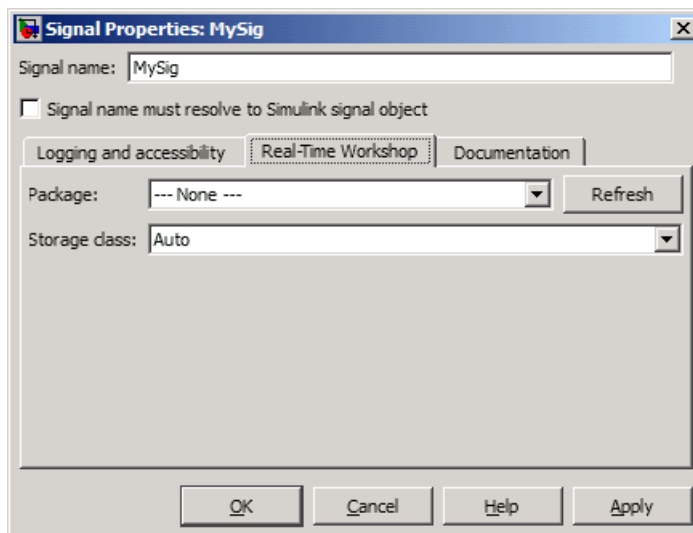 Signal Properties: MySig
Signal name: MySig
Signal name must resolve to Simulink signal object
Logging and accessibility Real-Time Workshop Documentation
Package: --- None --- Refresh
Storage class: Auto
OK Cancel Help Apply